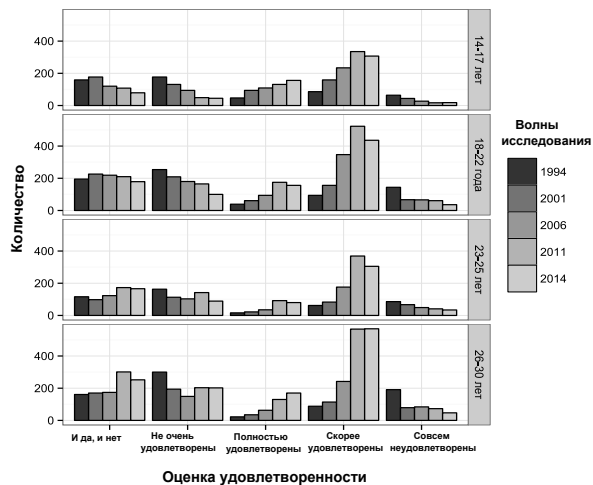 400
200
0
14-17 лет
400
200
0
18-22 года
400
200
0
23-25 лет
400
200
0
26-30 лет
Количество
И да, и нет
Не очень
удовлетворены
Полностью
удовлетворены
Скорее
удовлетворены
Совсем
неудовлетворены
Оценка удовлетворенности
Волны
исследования
1994
2001
2006
2011
2014